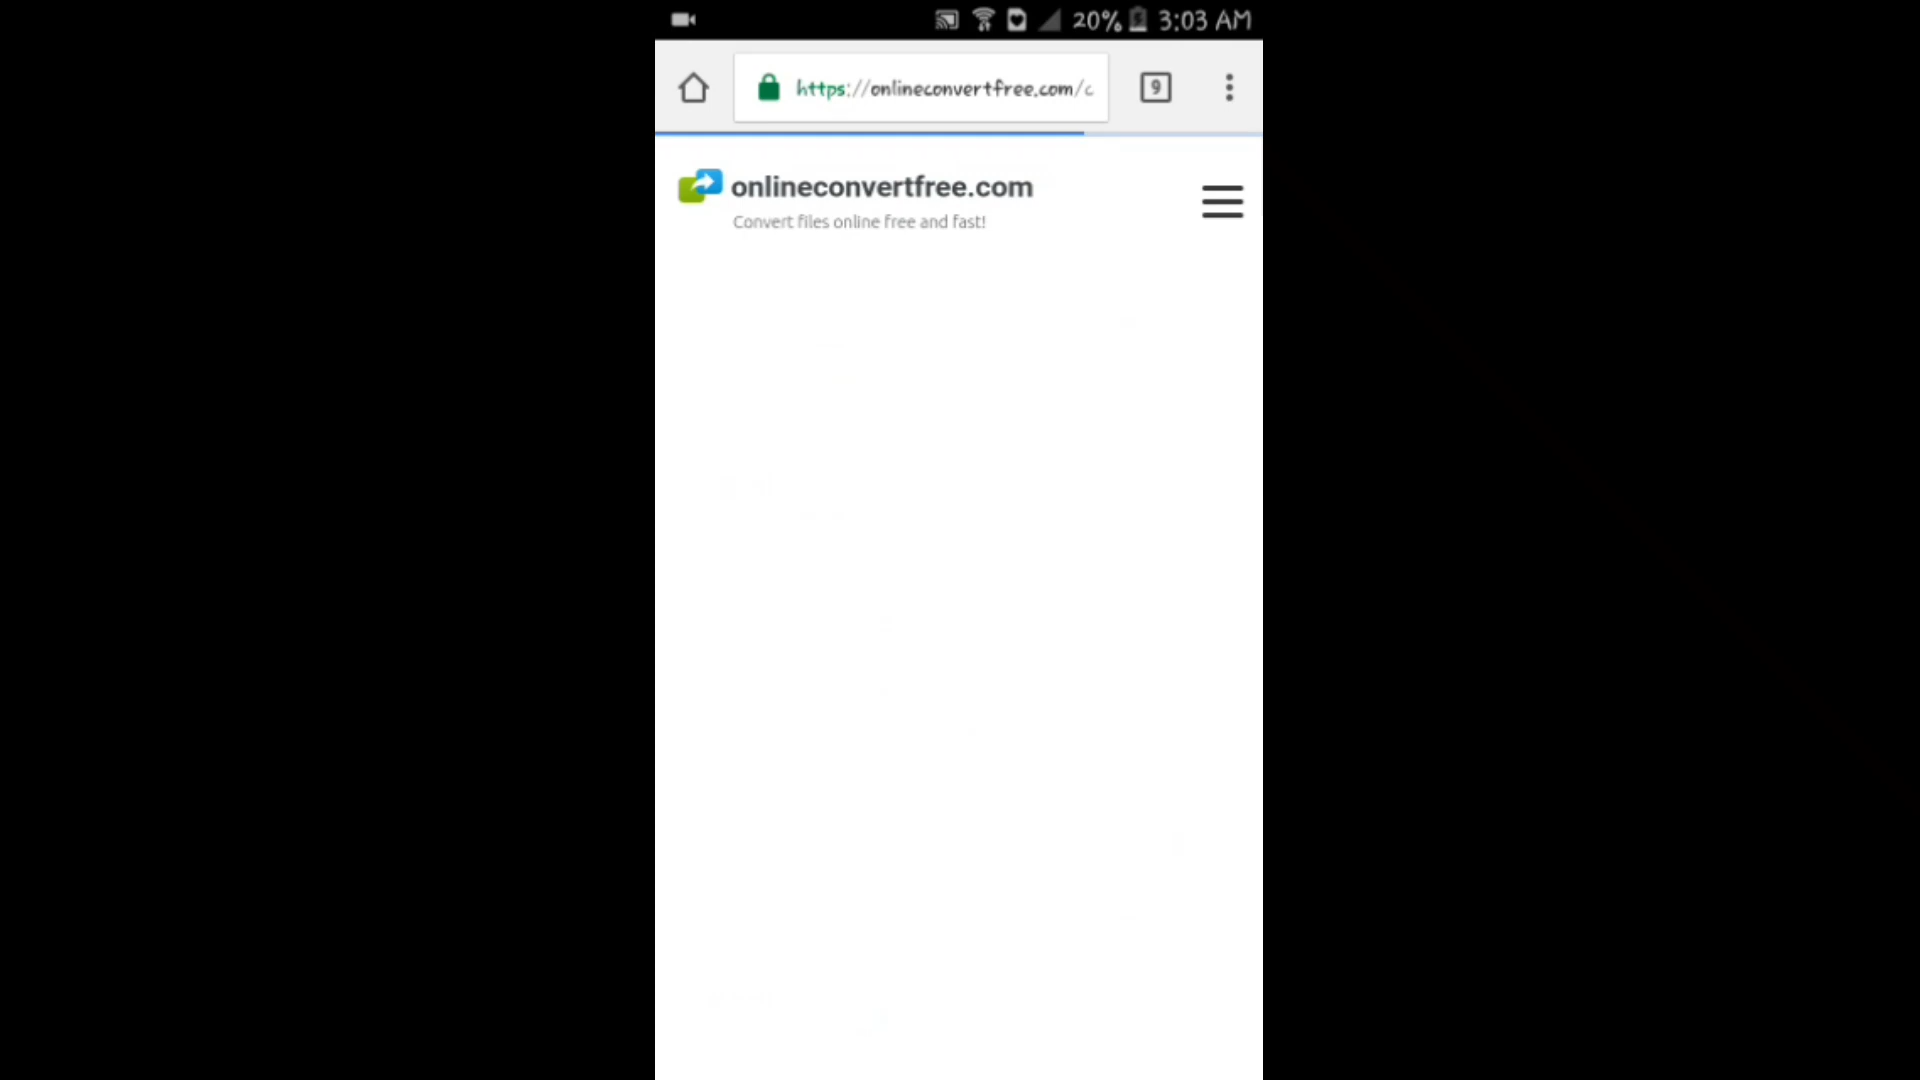 20% 3:03 AM
https://onlineconvertfree.com/c
9
onlineconvertfree.com
Convert files online free and fast!